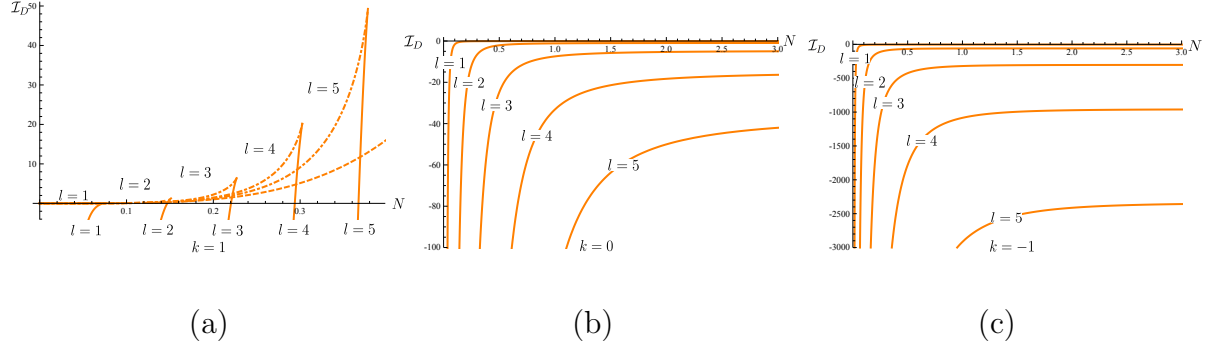 𝓘_D
50
40
30
20
10
l = 5
l = 4
l = 3
l = 2
l = 1
N
0.1
0.2
0.3
l = 1
l = 2
l = 3
l = 4
l = 5
k = 1
(a)
𝓘_D
0
0.5
1.0
1.5
2.0
2.5
3.0
N
-20
-40
-60
-80
-100
l = 1
l = 2
l = 3
l = 4
l = 5
k = 0
(b)
𝓘_D
0
0.5
1.0
1.5
2.0
2.5
3.0
N
-500
-1000
-1500
-2000
-2500
-3000
l = 1
l = 2
l = 3
l = 4
l = 5
k = −1
(c)